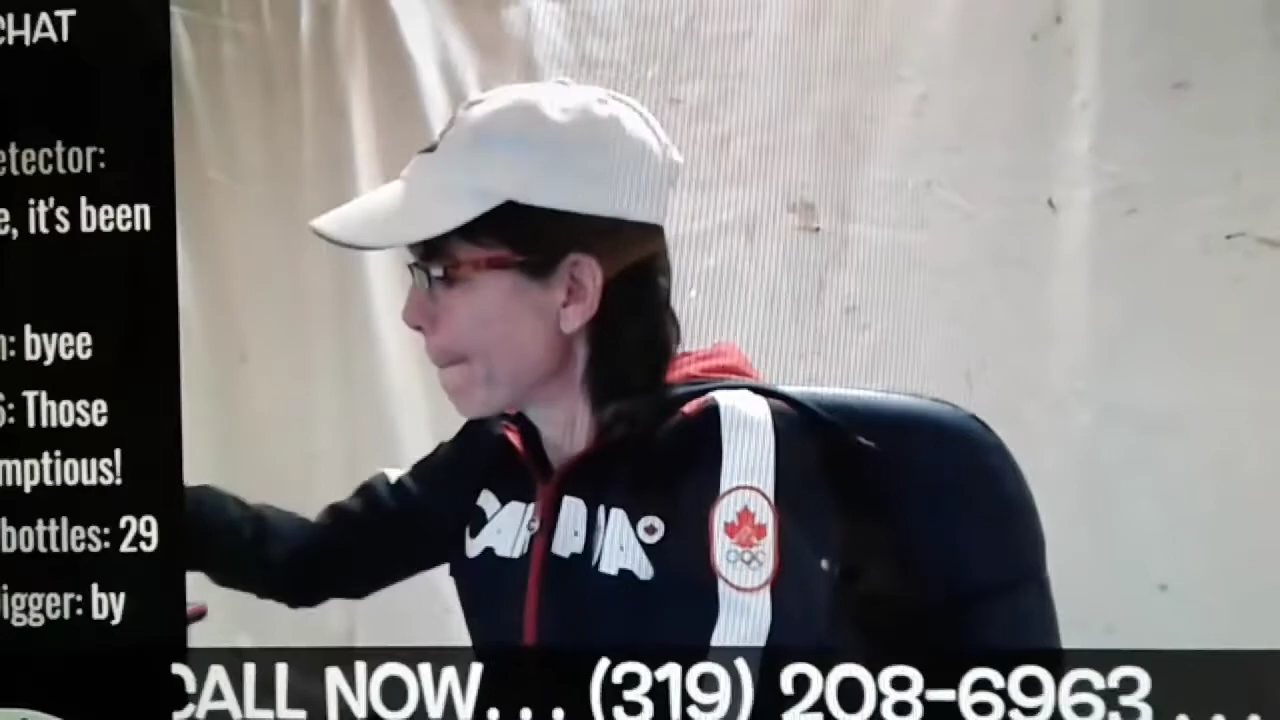 CHAT
etector:
e, it's been
n: byee
6: Those
mptious!
bottles: 29
igger: by
CANADA
CALL NOW... (319) 208-6963 ...